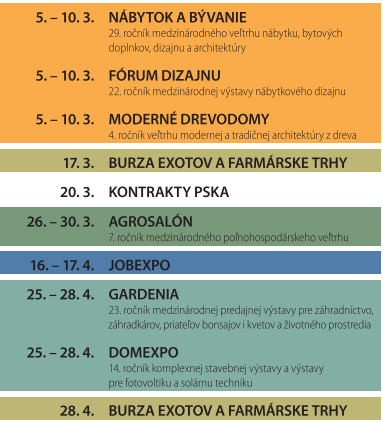 5. – 10. 3. NÁBYTOK A BÝVANIE
29. ročník medzinárodného veľtrhu nábytku, bytových
doplnkov, dizajnu a architektúry
5. – 10. 3. FÓRUM DIZAJNU
22. ročník medzinárodnej výstavy nábytkového dizajnu
5. – 10. 3. MODERNÉ DREVODOMY
4. ročník veľtrhu modernej a tradičnej architektúry z dreva
17. 3. BURZA EXOTOV A FARMÁRSKE TRHY
20. 3. KONTRAKTY PSKA
26. – 30. 3. AGROSALÓN
7. ročník medzinárodného poľnohospodárskeho veľtrhu
16. – 17. 4. JOBEXPO
25. – 28. 4. GARDENIA
23. ročník medzinárodnej predajnej výstavy pre záhradníctvo,
záhradkárov, priateľov bonsajov i kvetov a životného prostredia
25. – 28. 4. DOMEXPO
14. ročník komplexnej stavebnej výstavy a výstavy
pre fotovoltiku a solárnu techniku
28. 4. BURZA EXOTOV A FARMÁRSKE TRHY